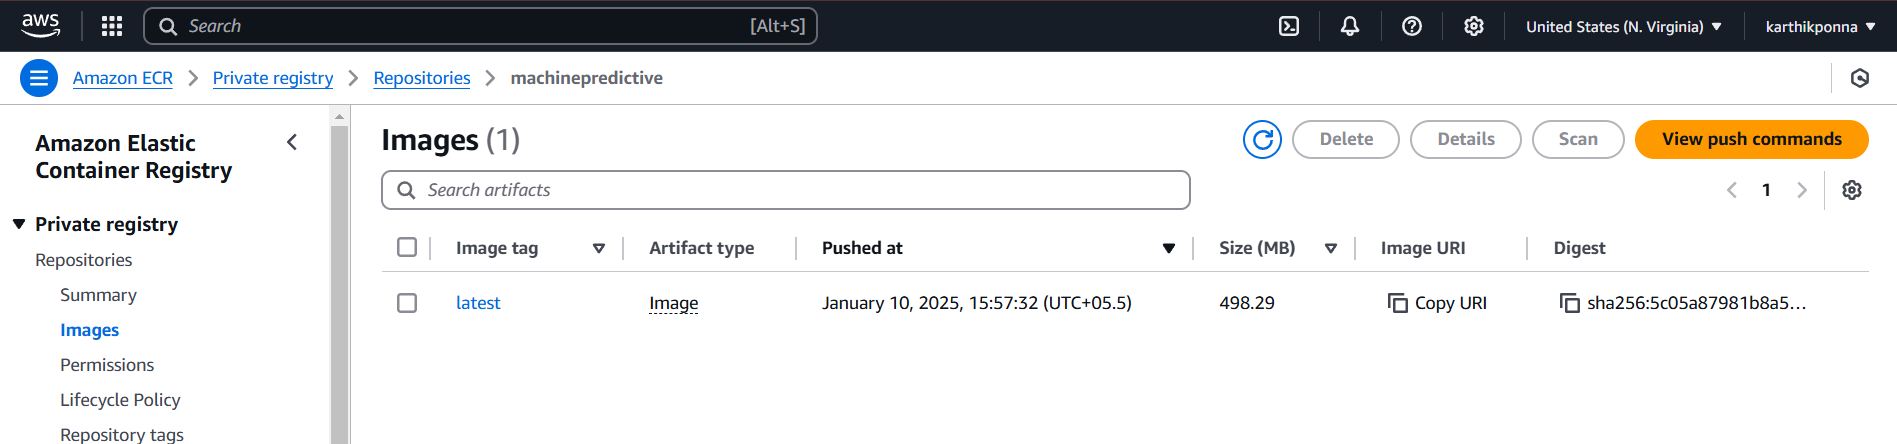 aws
Search [Alt+S]
United States (N. Virginia)
karthikponna
Amazon ECR Private registry Repositories machinepredictive
Amazon Elastic
Container Registry
Private registry
Repositories
Summary
Images
Permissions
Lifecycle Policy
Repository tags
Images (1)
Delete Details Scan View push commands
Search artifacts
1
Image tag Artifact type Pushed at Size (MB) Image URI Digest
latest Image January 10, 2025, 15:57:32 (UTC+05.5) 498.29 Copy URI sha256:5c05a87981b8a5...